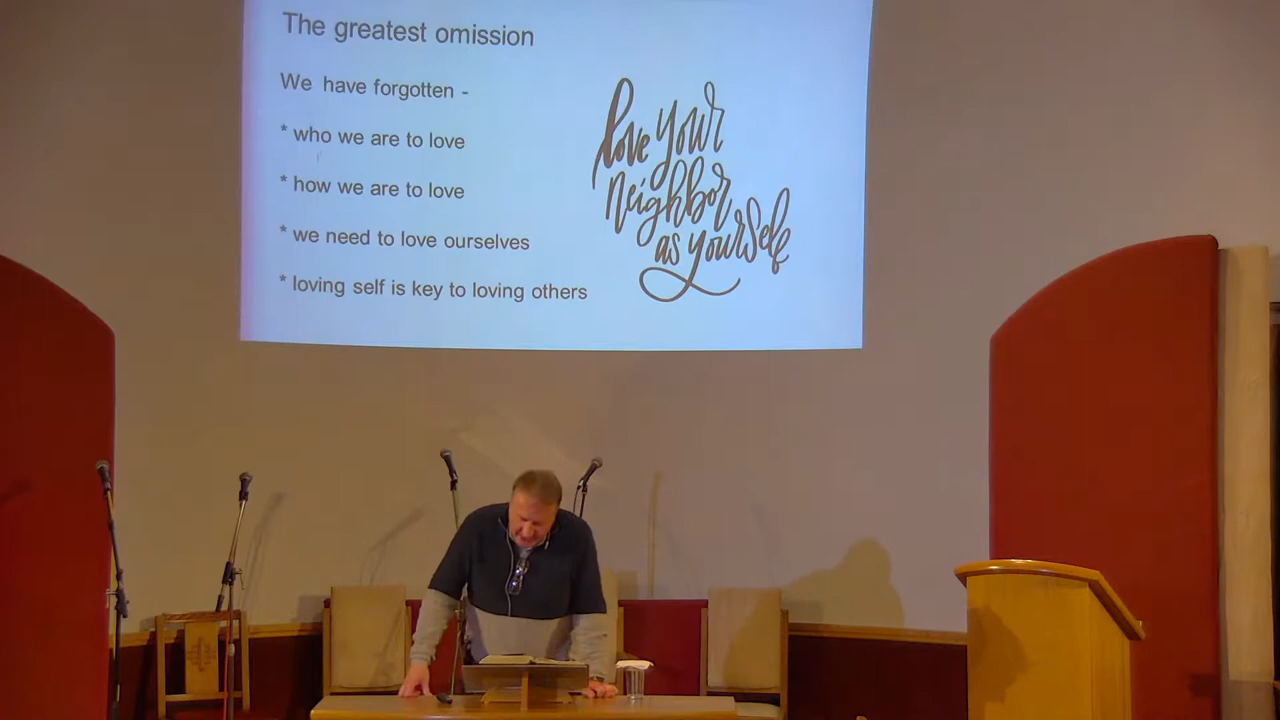 The greatest omission
We have forgotten -
* who we are to love
* how we are to love
* we need to love ourselves
* loving self is key to loving others
love your
neighbor
as yourself